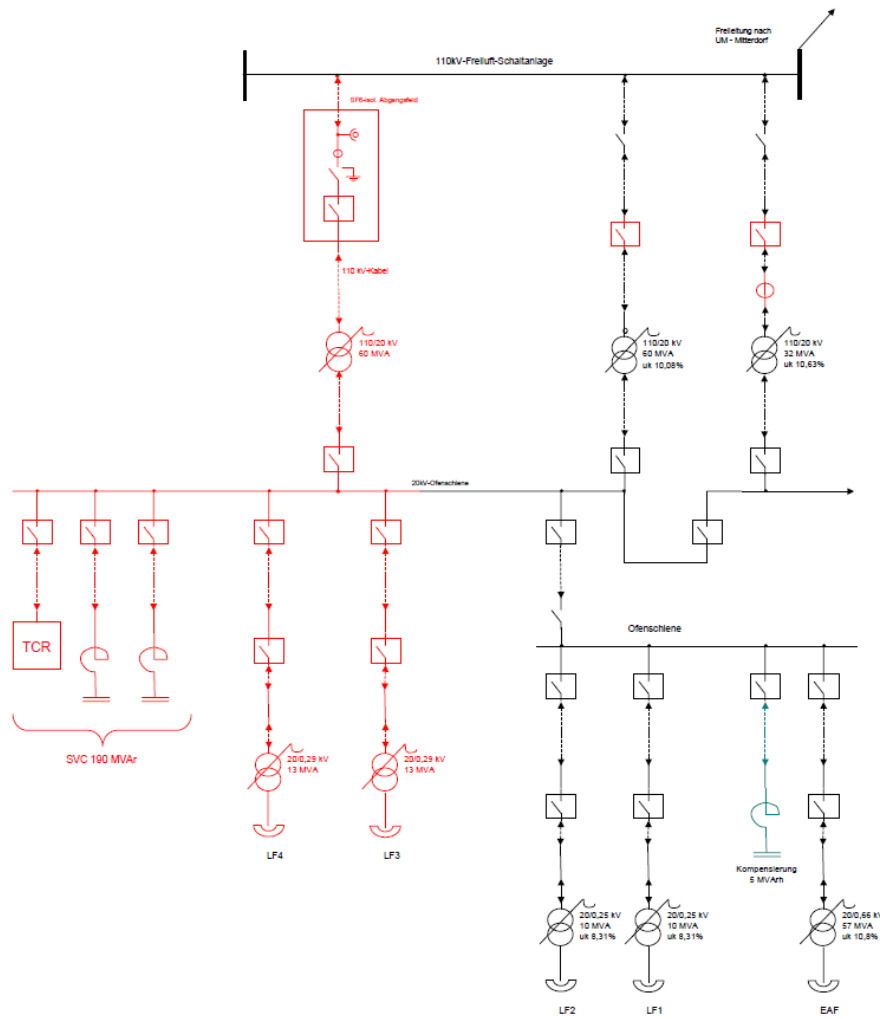 Freileitung nach
UM - Mitterdorf
110kV-Freiluft-Schaltanlage
SF6-isol. Abgangsfeld
110 kV-Kabel
110/20 kV
60 MVA
110/20 kV
60 MVA
uk 10,08%
110/20 kV
32 MVA
uk 10,63%
20kV-Ofenschiene
TCR
SVC 190 MVAr
20/0,29 kV
13 MVA
20/0,29 kV
13 MVA
LF4
LF3
Ofenschiene
Kompensierung
5 MVArh
20/0,25 kV
10 MVA
uk 8,31%
20/0,25 kV
10 MVA
uk 8,31%
20/0,66 kV
57 MVA
uk 10,8%
LF2
LF1
EAF